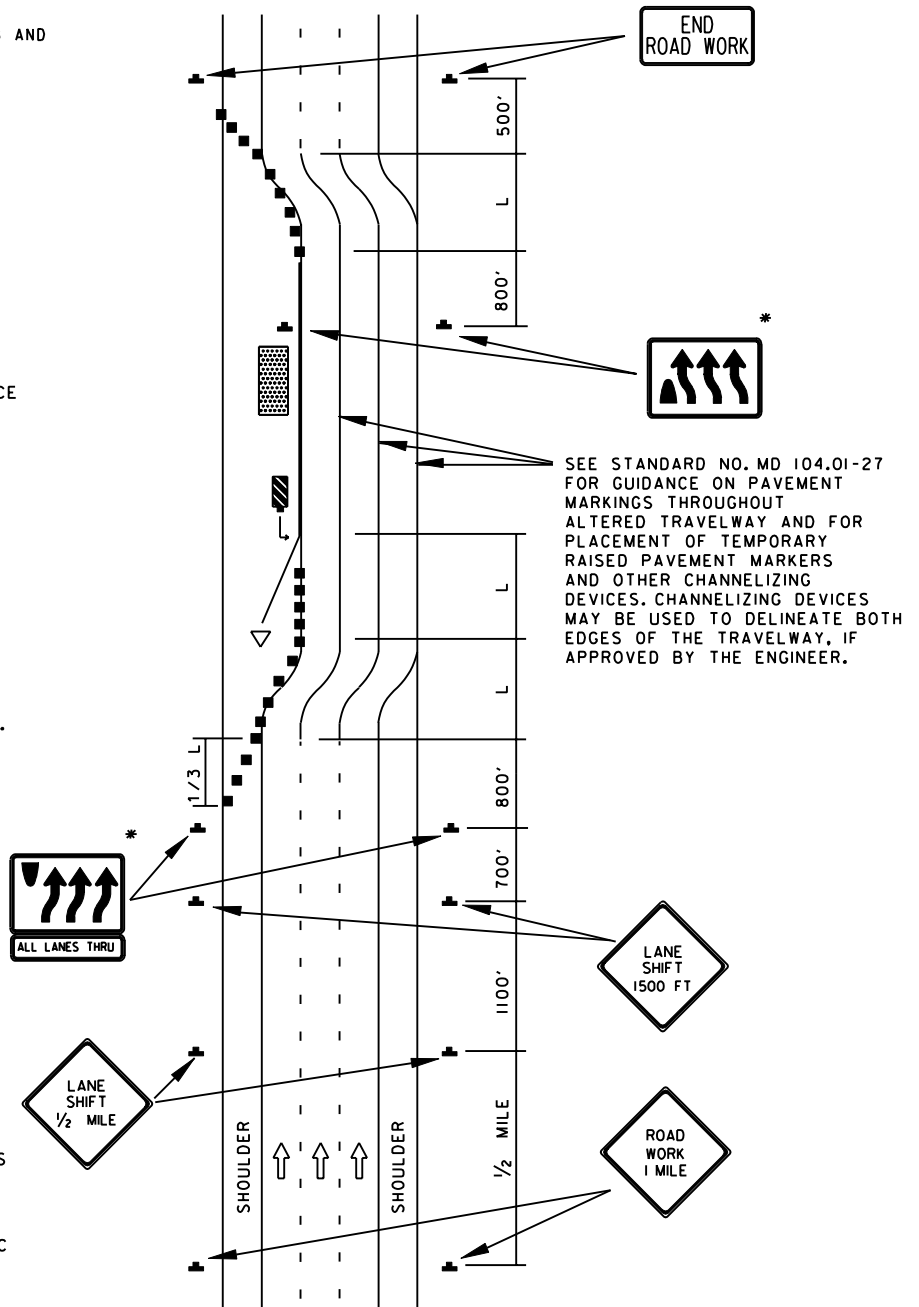 AND
END
ROAD WORK
500'
L
800'
*
CE
SEE STANDARD NO. MD 104.01-27
FOR GUIDANCE ON PAVEMENT
MARKINGS THROUGHOUT
ALTERED TRAVELWAY AND FOR
PLACEMENT OF TEMPORARY
RAISED PAVEMENT MARKERS
AND OTHER CHANNELIZING
DEVICES. CHANNELIZING DEVICES
MAY BE USED TO DELINEATE BOTH
EDGES OF THE TRAVELWAY, IF
APPROVED BY THE ENGINEER.
L
L
.
1/3 L
800'
*
700'
ALL LANES THRU
LANE
SHIFT
1500 FT
1100'
LANE
SHIFT
1/2 MILE
SHOULDER
SHOULDER
1/2 MILE
ROAD
WORK
1 MILE
S
C